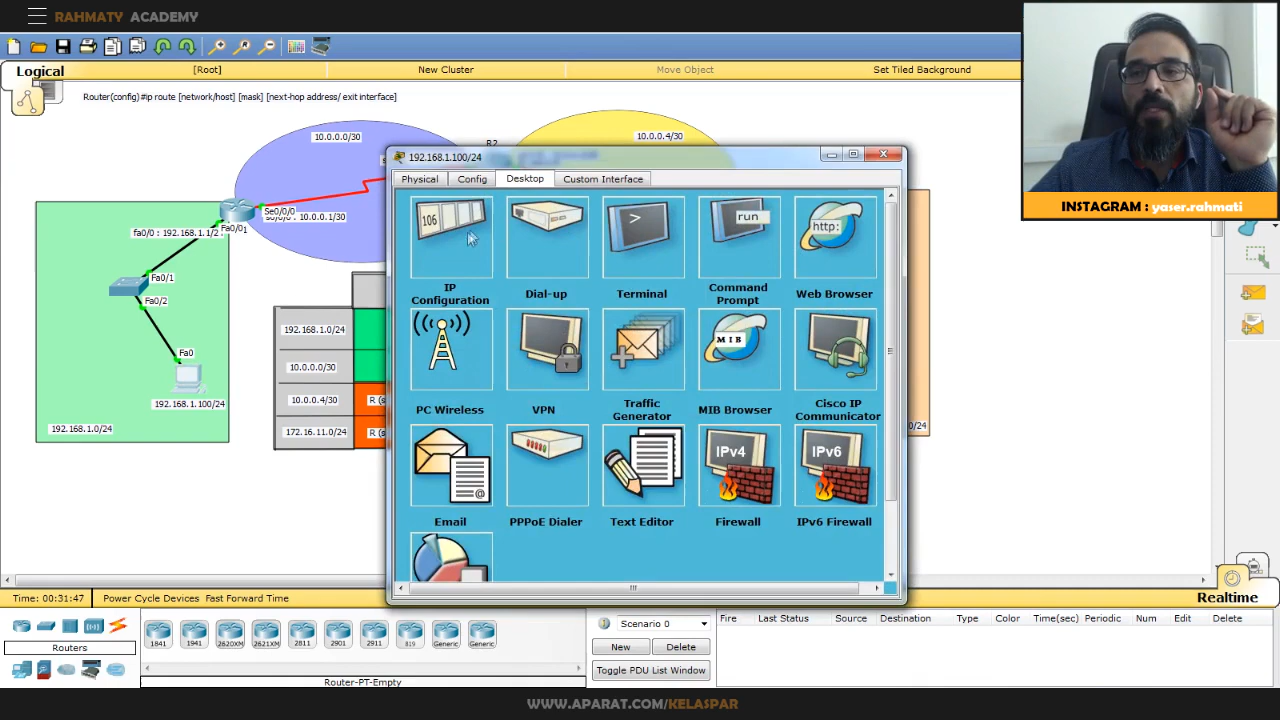 RAHMATY ACADEMY
Logical
[Root]
New Cluster
Move Object
Set Tiled Background
Router(config)#ip route [network/host] [mask] [next-hop address/ exit interface]
10.0.0.0/30
10.0.0.4/30
R2
INSTAGRAM : yaser.rahmati
192.168.1.100/24
Physical
Config
Desktop
Custom Interface
106
>
run
http:
IP Configuration
Dial-up
Terminal
Command Prompt
Web Browser
MIB
PC Wireless
VPN
Traffic Generator
MIB Browser
Cisco IP Communicator
@
IPv4
IPv6
Email
PPPoE Dialer
Text Editor
Firewall
IPv6 Firewall
Se0/0/0
: 10.0.0.1/30
Fa0/0
fa0/0 : 192.168.1.1/2
Fa0/1
Fa0/2
Fa0
192.168.1.100/24
192.168.1.0/24
192.168.1.0/24
10.0.0.0/30
10.0.0.4/30
R (s
172.16.11.0/24
R (s
0/24
Time: 00:31:47
Power Cycle Devices Fast Forward Time
Realtime
Routers
1841
1941
2620XM
2621XM
2811
2901
2911
819
Generic
Generic
Router-PT-Empty
Scenario 0
New
Delete
Toggle PDU List Window
Fire
Last Status
Source
Destination
Type
Color
Time(sec)
Periodic
Num
Edit
Delete
WWW.APARAT.COM/KELASPAR